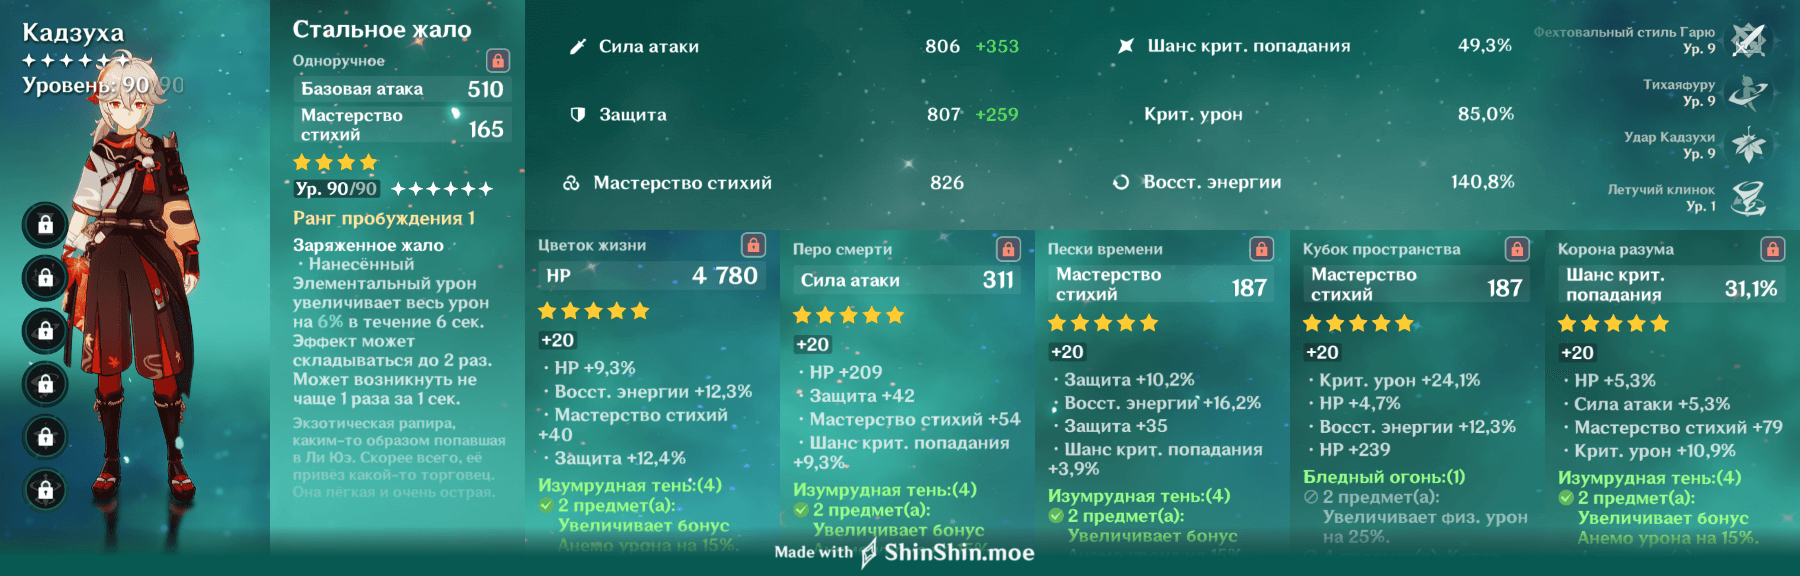 Кадзуха
Уровень: 90/90
Стальное жало
Одноручное
Базовая атака 510
Мастерство
стихий 165
Ур. 90/90
Ранг пробуждения 1
Заряженное жало
· Нанесённый
Элементальный урон
увеличивает весь урон
на 6% в течение 6 сек.
Эффект может
складываться до 2 раз.
Может возникнуть не
чаще 1 раза за 1 сек.
Экзотическая рапира,
каким-то образом попавшая
в Ли Юэ. Скорее всего, её
привёз какой-то торговец.
Она лёгкая и очень острая.
Сила атаки 806 +353
Защита 807 +259
Мастерство стихий 826
Шанс крит. попадания 49,3%
Крит. урон 85,0%
Восст. энергии 140,8%
Фехтовальный стиль Гарю
Ур. 9
Тихаяфуру
Ур. 9
Удар Кадзухи
Ур. 9
Летучий клинок
Ур. 1
Цветок жизни
HP 4 780
+20
· HP +9,3%
· Восст. энергии +12,3%
· Мастерство стихий
+40
· Защита +12,4%
Изумрудная тень:(4)
2 предмет(а):
Увеличивает бонус
Анемо урона на 15%.
Перо смерти
Сила атаки 311
+20
· HP +209
· Защита +42
· Мастерство стихий +54
· Шанс крит. попадания
+9,3%
Изумрудная тень:(4)
2 предмет(а):
Увеличивает бонус
Пески времени
Мастерство
стихий 187
+20
· Защита +10,2%
· Восст. энергии +16,2%
· Защита +35
· Шанс крит. попадания
+3,9%
Изумрудная тень:(4)
2 предмет(а):
Увеличивает бонус
Анемо урона на 15%.
Кубок пространства
Мастерство
стихий 187
+20
· Крит. урон +24,1%
· HP +4,7%
· Восст. энергии +12,3%
· HP +239
Бледный огонь:(1)
2 предмет(а):
Увеличивает физ. урон
на 25%.
Корона разума
Шанс крит.
попадания 31,1%
+20
· HP +5,3%
· Сила атаки +5,3%
· Мастерство стихий +79
· Крит. урон +10,9%
Изумрудная тень:(4)
2 предмет(а):
Увеличивает бонус
Анемо урона на 15%.
Made with ShinShin.moe